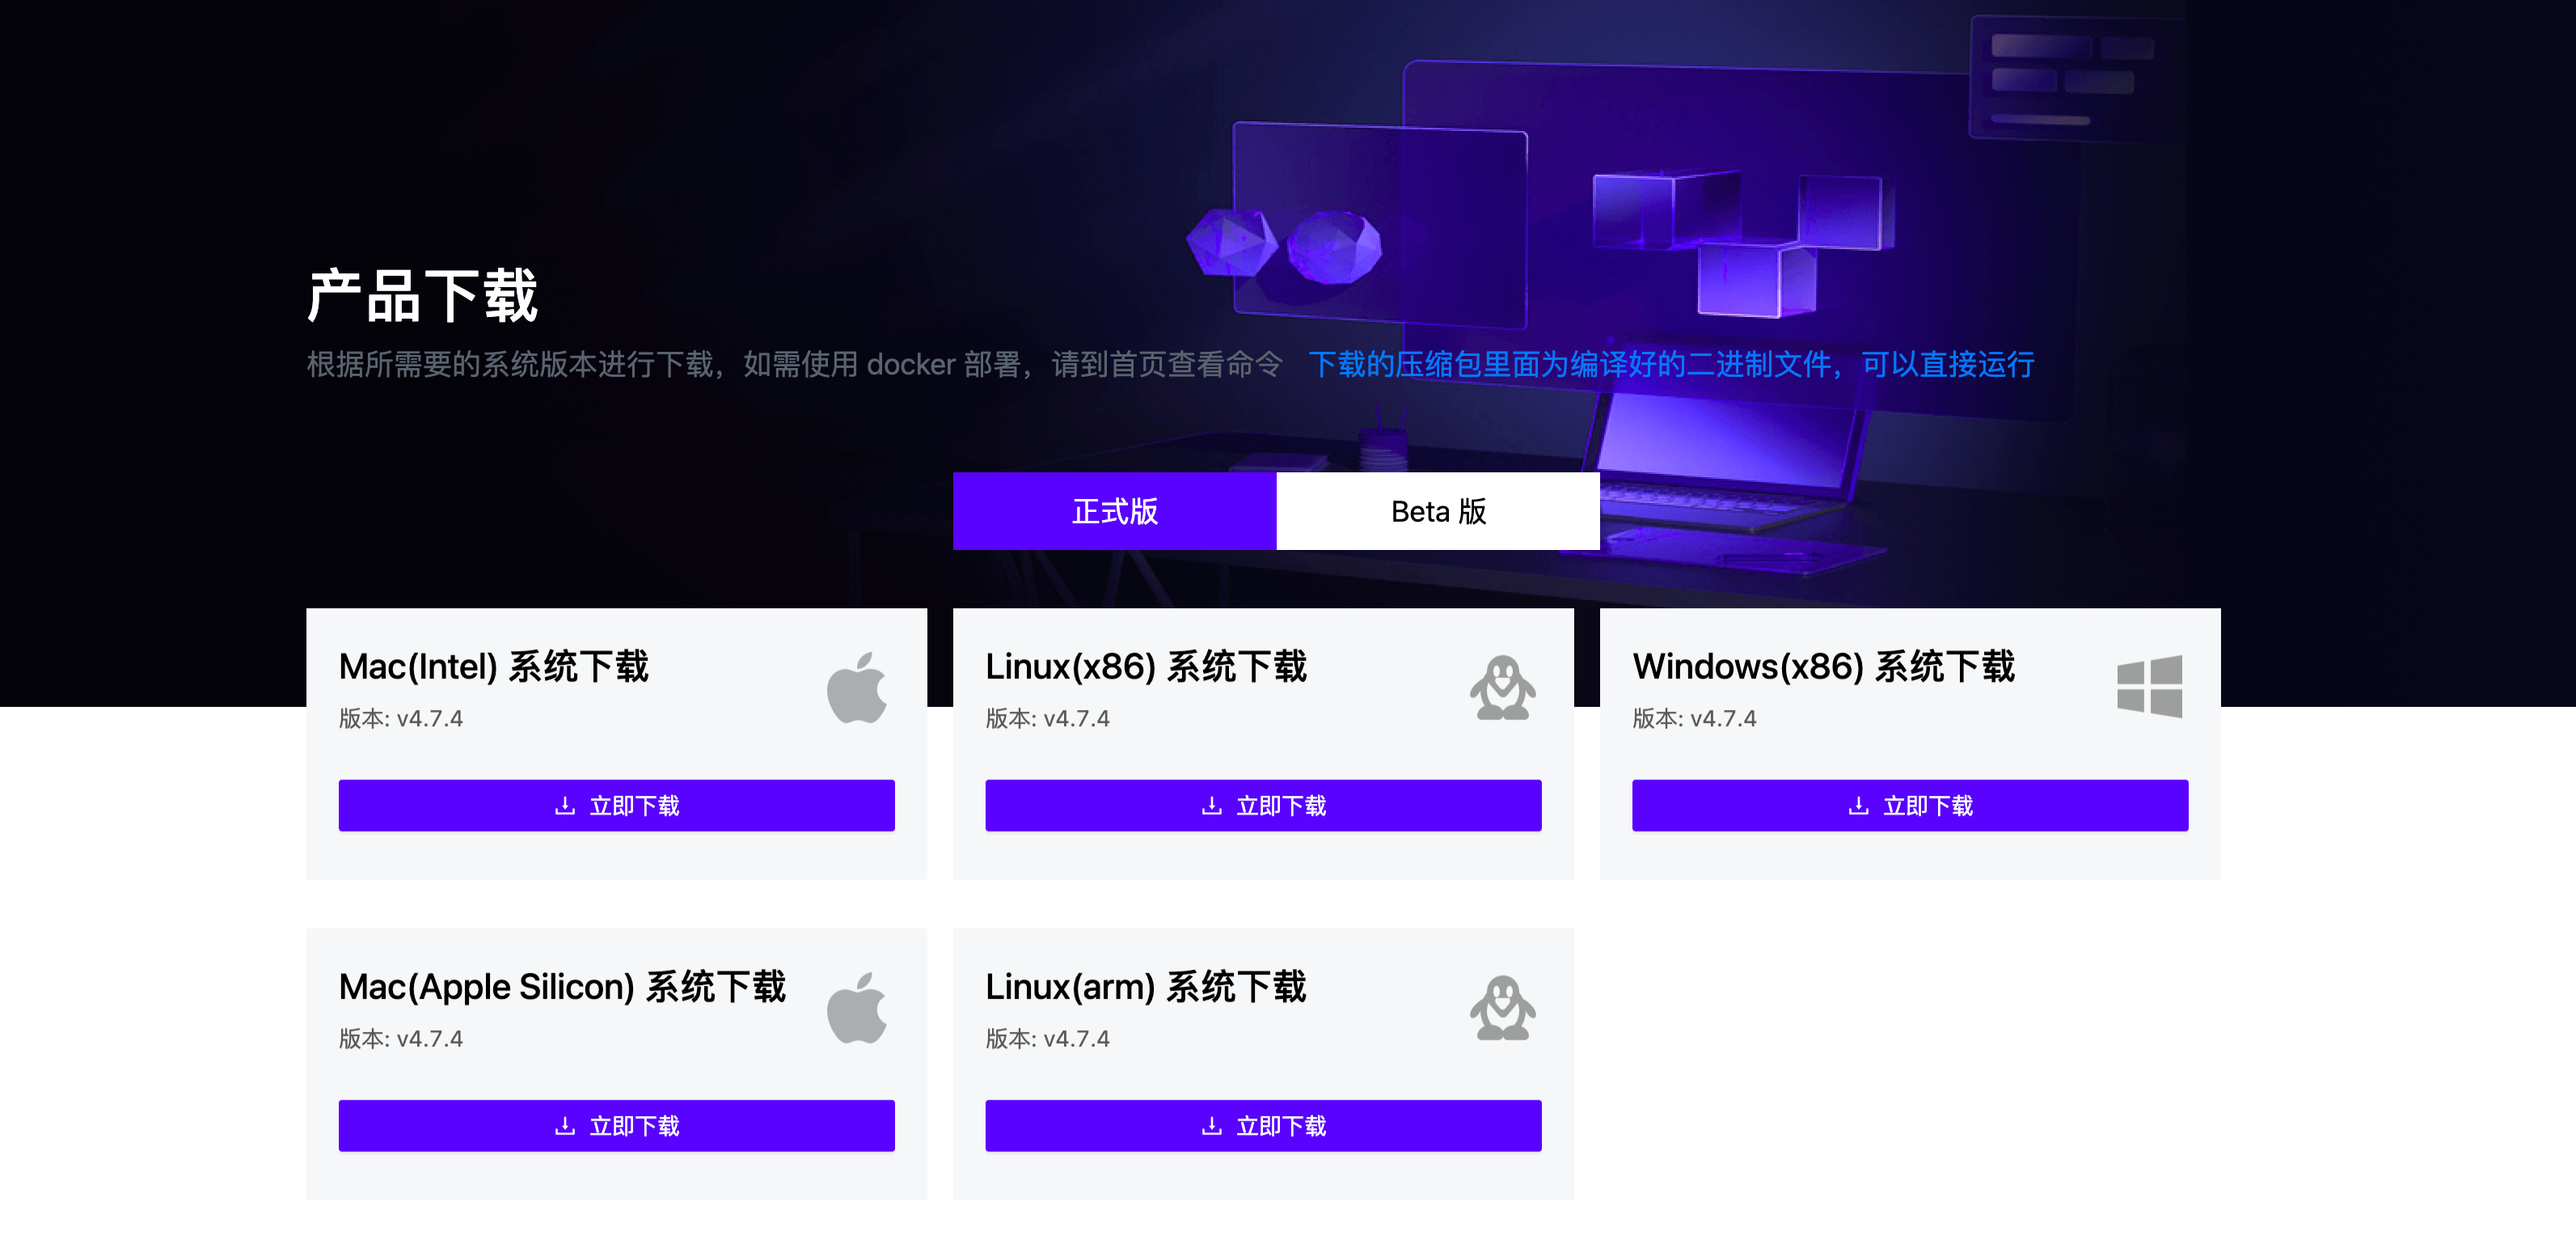 产品下载
根据所需要的系统版本进行下载，如需使用 docker 部署，请到首页查看命令 下载的压缩包里面为编译好的二进制文件，可以直接运行
正式版
Beta 版
Mac(Intel) 系统下载
版本: v4.7.4
立即下载
Linux(x86) 系统下载
版本: v4.7.4
立即下载
Windows(x86) 系统下载
版本: v4.7.4
立即下载
Mac(Apple Silicon) 系统下载
版本: v4.7.4
立即下载
Linux(arm) 系统下载
版本: v4.7.4
立即下载